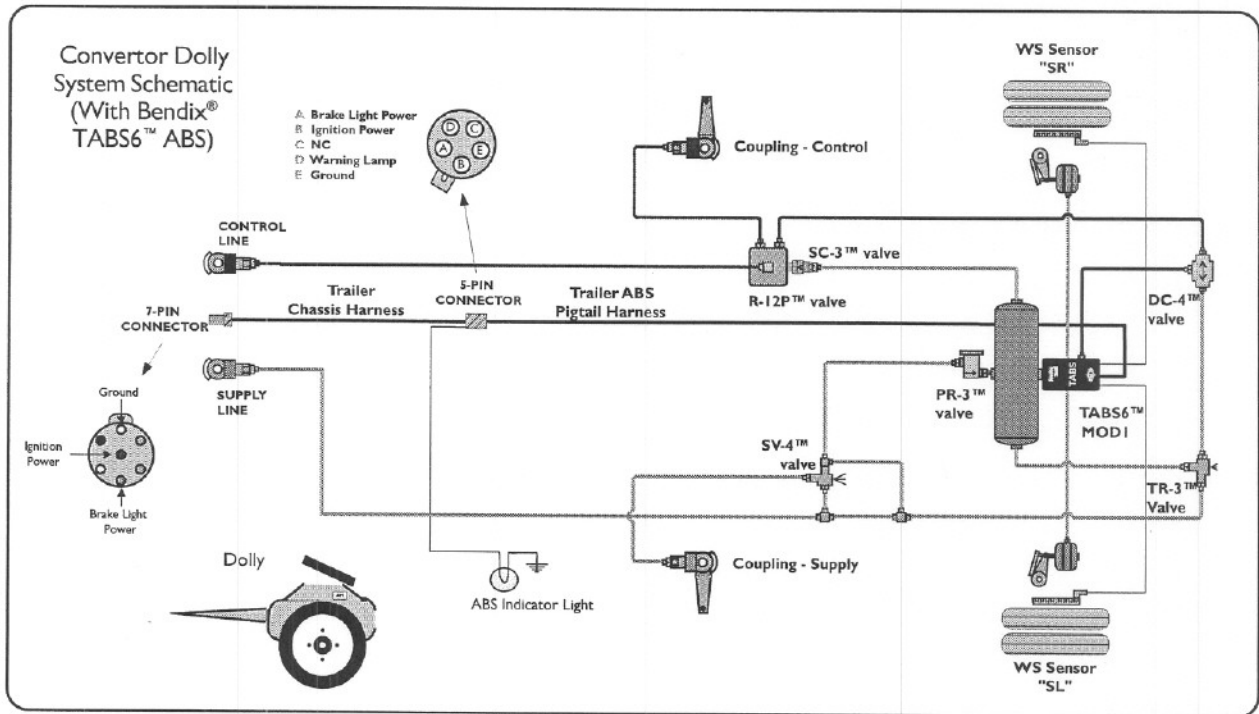 Convertor Dolly
System Schematic
(With Bendix®
TABS6™ ABS)
A Brake Light Power
B Ignition Power
C NC
D Warning Lamp
E Ground
D
C
A
E
B
Coupling - Control
WS Sensor
"SR"
CONTROL
LINE
SC-3™ valve
R-12P™ valve
DC-4™
valve
7-PIN
CONNECTOR
Trailer
Chassis Harness
5-PIN
CONNECTOR
Trailer ABS
Pigtail Harness
SUPPLY
LINE
PR-3™
valve
TABS
TABS6™
MOD1
Ground
Ignition
Power
Brake Light
Power
SV-4™
valve
TR-3™
Valve
Dolly
ABS Indicator Light
Coupling - Supply
WS Sensor
"SL"